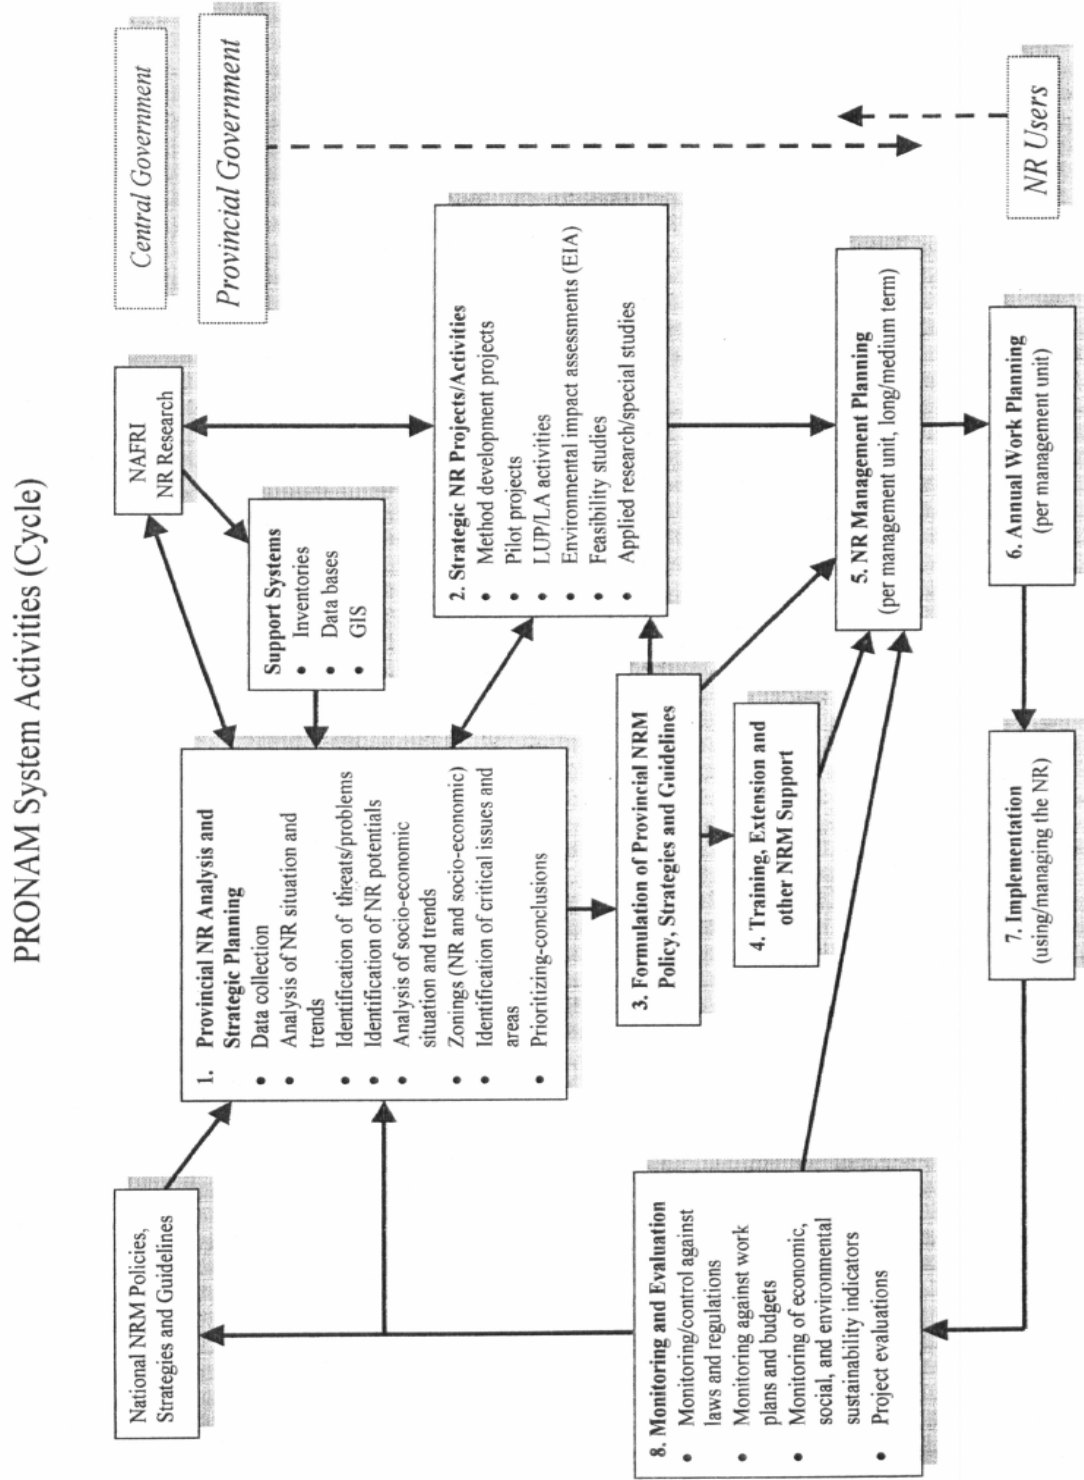 PRONAM System Activities (Cycle)
National NRM Policies,
Strategies and Guidelines
NAFRI
NR Research
Central Government
Provincial Government
Support Systems
• Inventories
• Data bases
• GIS
1. Provincial NR Analysis and
Strategic Planning
• Data collection
• Analysis of NR situation and
trends
• Identification of threats/problems
• Identification of NR potentials
• Analysis of socio-economic
situation and trends
• Zonings (NR and socio-economic)
• Identification of critical issues and
areas
• Prioritizing-conclusions
2. Strategic NR Projects/Activities
• Method development projects
• Pilot projects
• LUP/LA activities
• Environmental impact assessments (EIA)
• Feasibility studies
• Applied research/special studies
3. Formulation of Provincial NRM
Policy, Strategies and Guidelines
4. Training, Extension and
other NRM Support
8. Monitoring and Evaluation
• Monitoring/control against
laws and regulations
• Monitoring against work
plans and budgets
• Monitoring of economic,
social, and environmental
sustainability indicators
• Project evaluations
5. NR Management Planning
(per management unit, long/medium term)
7. Implementation
(using/managing the NR)
6. Annual Work Planning
(per management unit)
NR Users